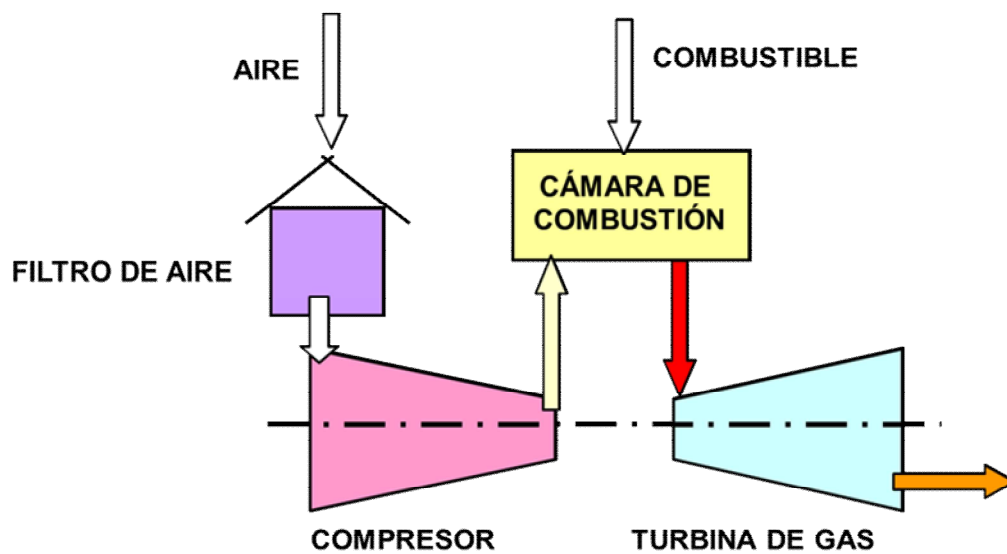 AIRE
COMBUSTIBLE
CÁMARA DE
COMBUSTIÓN
FILTRO DE AIRE
COMPRESOR
TURBINA DE GAS